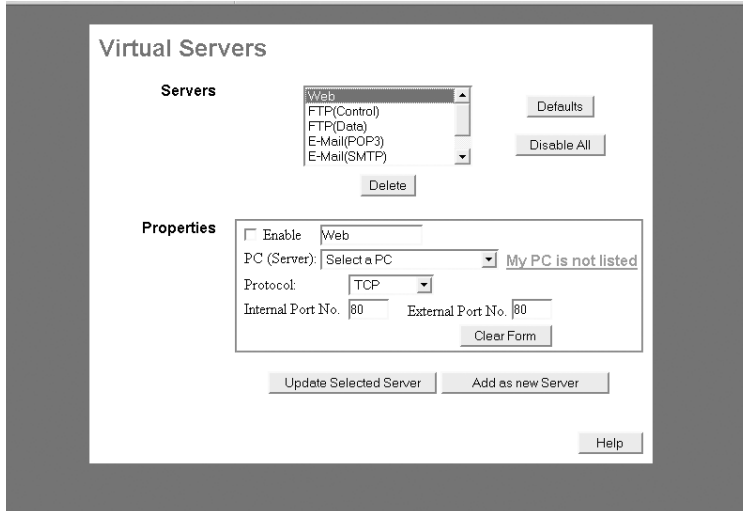 Virtual Servers
Servers
Web
FTP(Control)
FTP(Data)
E-Mail(POP3)
E-Mail(SMTP)
Defaults
Disable All
Delete
Properties
Enable Web
PC (Server): Select a PC My PC is not listed
Protocol: TCP
Internal Port No. 80 External Port No. 80
Clear Form
Update Selected Server Add as new Server
Help